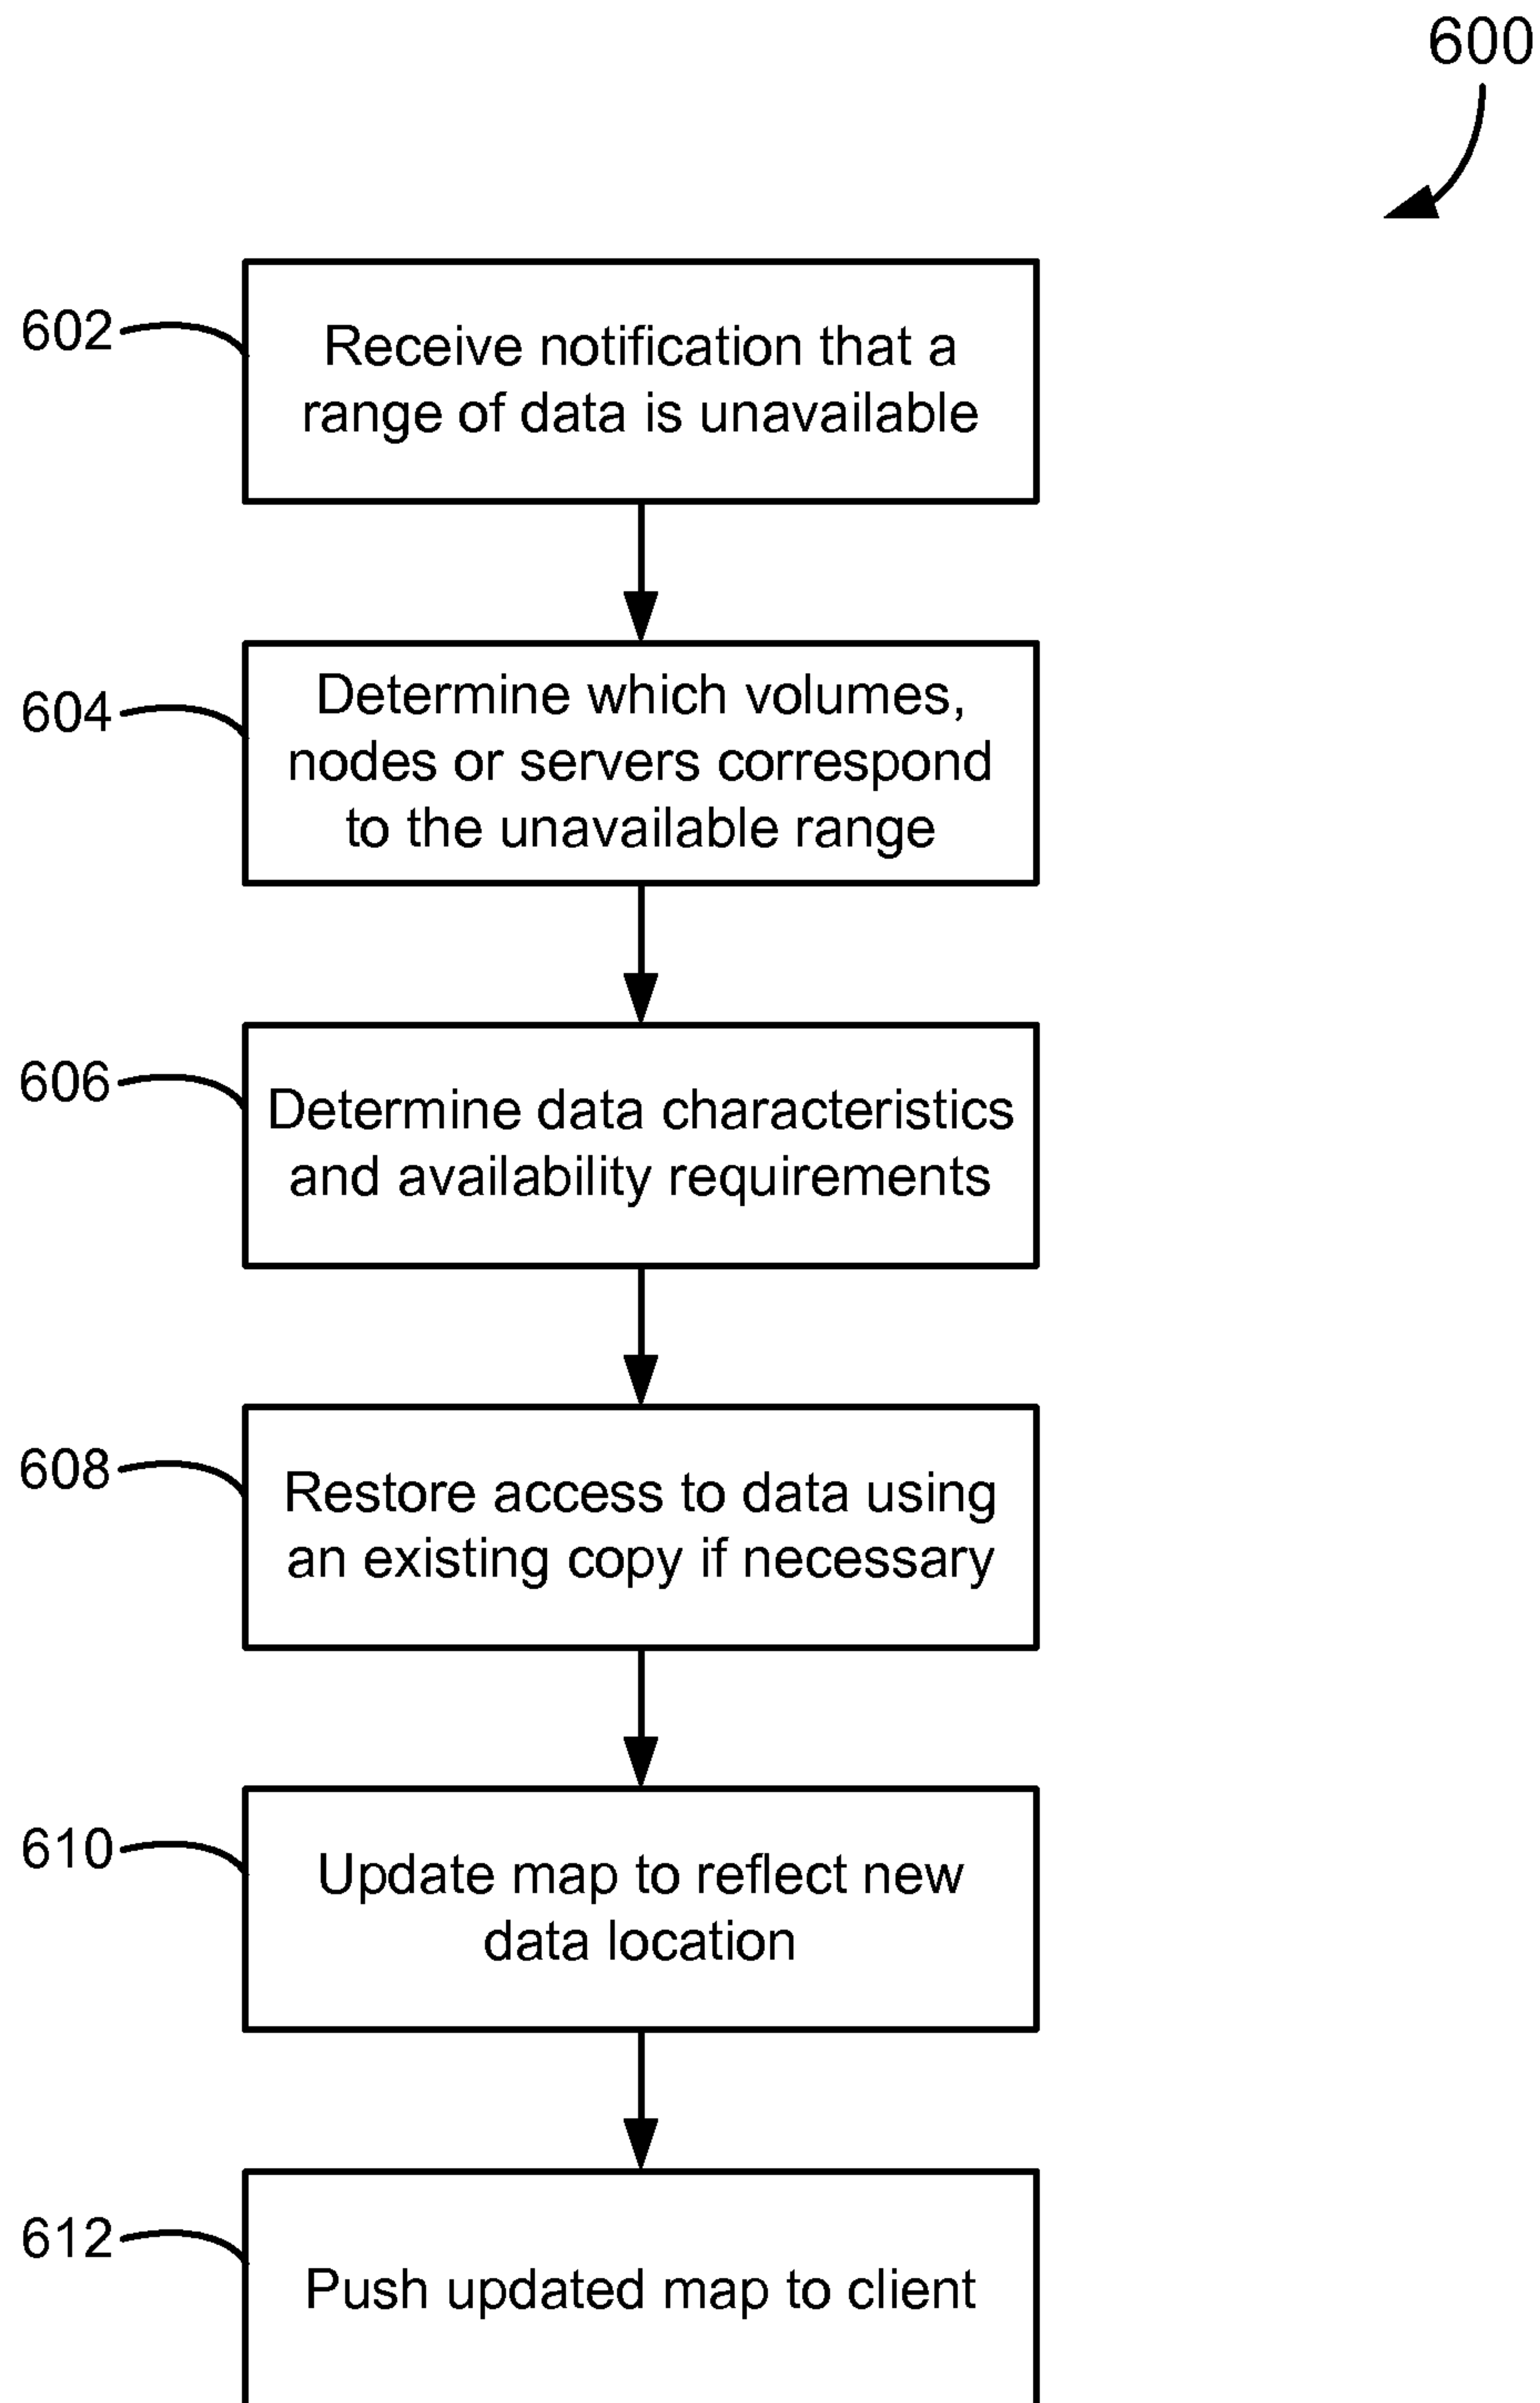 600
602
Receive notification that a
range of data is unavailable
604
Determine which volumes,
nodes or servers correspond
to the unavailable range
606
Determine data characteristics
and availability requirements
608
Restore access to data using
an existing copy if necessary
610
Update map to reflect new
data location
612
Push updated map to client